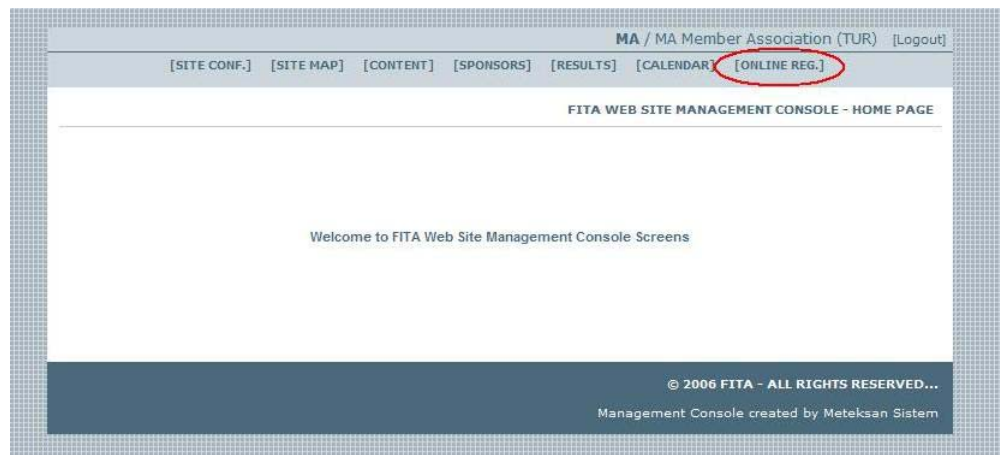 MA / MA Member Association (TUR) [Logout]
[SITE CONF.] [SITE MAP] [CONTENT] [SPONSORS] [RESULTS] [CALENDAR] [ONLINE REG.]
FITA WEB SITE MANAGEMENT CONSOLE - HOME PAGE
Welcome to FITA Web Site Management Console Screens
© 2006 FITA - ALL RIGHTS RESERVED...
Management Console created by Meteksan Sistem